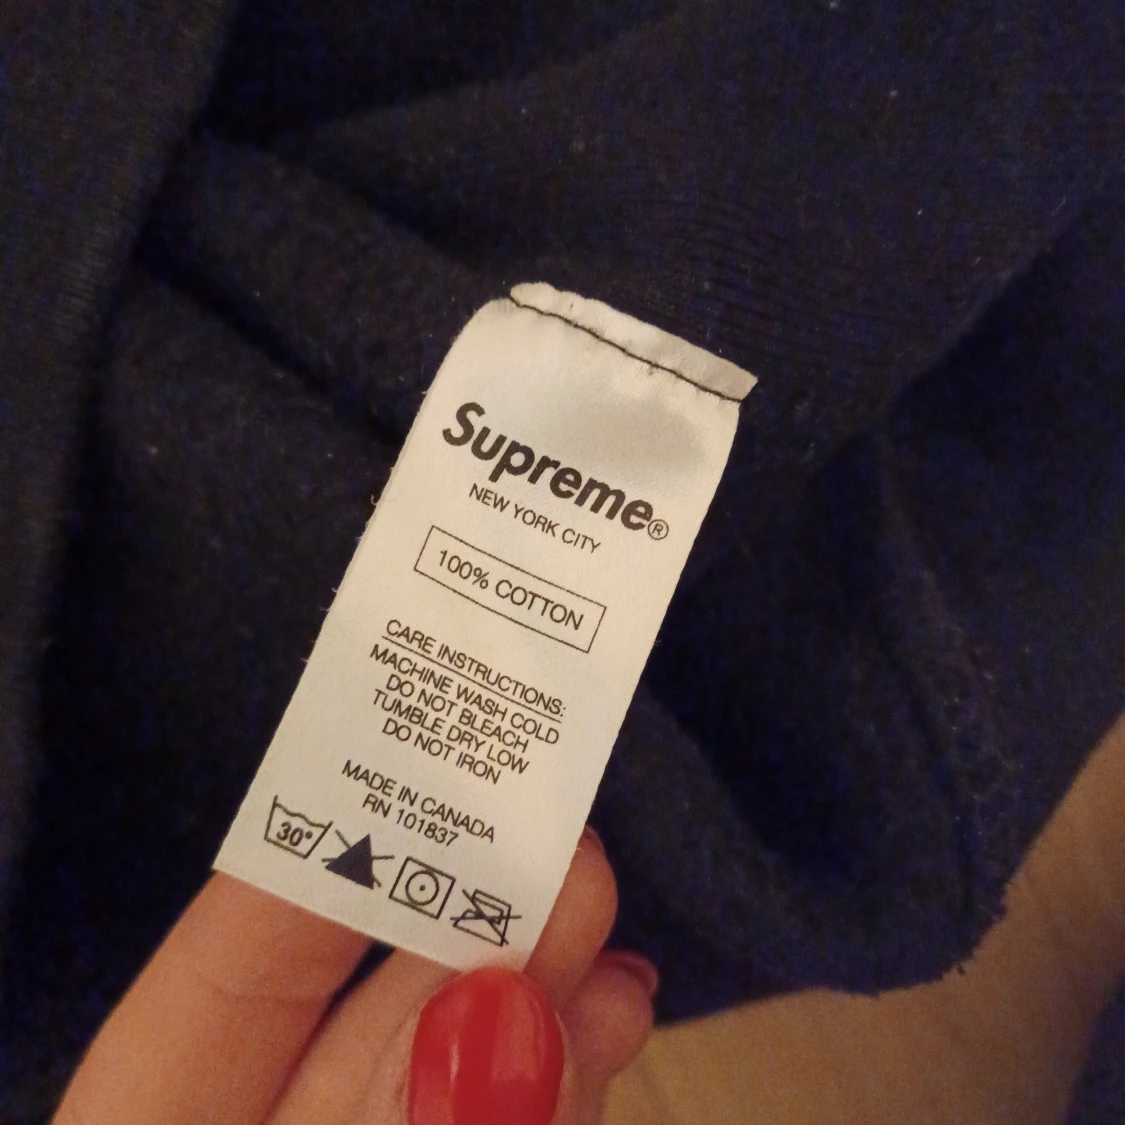 Supreme®
NEW YORK CITY
100% COTTON
CARE INSTRUCTIONS:
MACHINE WASH COLD
DO NOT BLEACH
TUMBLE DRY LOW
DO NOT IRON
MADE IN CANADA
RN 101837
30°